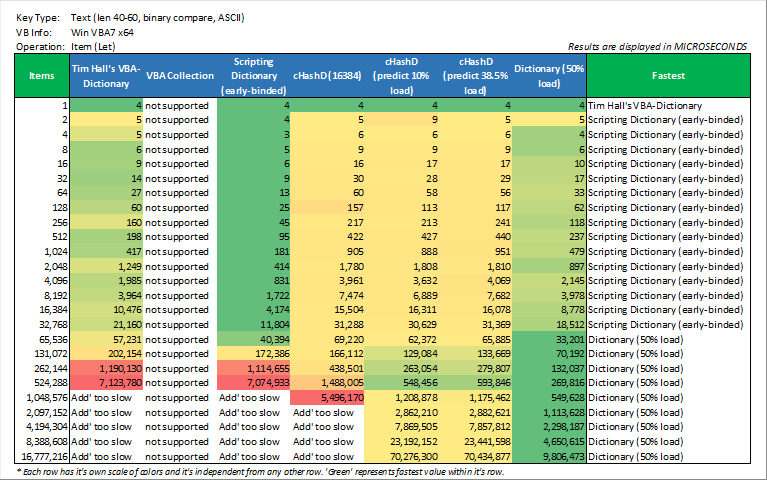 Key Type: Text (len 40-60, binary compare, ASCII)
VB Info: Win VBA7 x64
Operation: Item (Let) Results are displayed in MICROSECONDS
Items Tim Hall's VBA-Dictionary VBA Collection Scripting Dictionary (early-binded) cHashD (16384) cHashD (predict 10% load) cHashD (predict 38.5% load) Dictionary (50% load) Fastest
1 4 not supported 4 4 4 4 4 Tim Hall's VBA-Dictionary
2 5 not supported 4 5 9 5 5 Scripting Dictionary (early-binded)
4 5 not supported 3 6 6 6 4 Scripting Dictionary (early-binded)
8 6 not supported 5 9 9 9 6 Scripting Dictionary (early-binded)
16 9 not supported 6 16 17 17 10 Scripting Dictionary (early-binded)
32 14 not supported 9 30 28 29 17 Scripting Dictionary (early-binded)
64 27 not supported 13 60 58 56 33 Scripting Dictionary (early-binded)
128 60 not supported 25 157 113 117 62 Scripting Dictionary (early-binded)
256 160 not supported 45 217 213 241 118 Scripting Dictionary (early-binded)
512 198 not supported 95 422 427 440 237 Scripting Dictionary (early-binded)
1,024 417 not supported 181 905 888 951 479 Scripting Dictionary (early-binded)
2,048 1,249 not supported 414 1,780 1,808 1,810 897 Scripting Dictionary (early-binded)
4,096 1,985 not supported 831 3,961 3,632 4,069 2,145 Scripting Dictionary (early-binded)
8,192 3,964 not supported 1,722 7,474 6,889 7,682 3,978 Scripting Dictionary (early-binded)
16,384 10,476 not supported 4,174 15,504 16,311 16,078 8,778 Scripting Dictionary (early-binded)
32,768 21,160 not supported 11,804 31,288 30,629 31,369 18,512 Scripting Dictionary (early-binded)
65,536 57,231 not supported 40,394 69,220 62,372 65,885 33,201 Dictionary (50% load)
131,072 202,154 not supported 172,386 166,112 129,084 133,669 70,192 Dictionary (50% load)
262,144 1,190,130 not supported 1,114,655 438,501 263,054 279,807 132,037 Dictionary (50% load)
524,288 7,123,780 not supported 7,074,933 1,488,005 548,456 593,846 269,816 Dictionary (50% load)
1,048,576 Add' too slow not supported Add' too slow 5,496,170 1,208,878 1,175,462 549,628 Dictionary (50% load)
2,097,152 Add' too slow not supported Add' too slow Add' too slow 2,862,210 2,882,621 1,113,628 Dictionary (50% load)
4,194,304 Add' too slow not supported Add' too slow Add' too slow 7,869,505 7,857,812 2,298,187 Dictionary (50% load)
8,388,608 Add' too slow not supported Add' too slow Add' too slow 23,192,152 23,441,598 4,650,615 Dictionary (50% load)
16,777,216 Add' too slow not supported Add' too slow Add' too slow 70,276,300 70,434,877 9,806,473 Dictionary (50% load)
* Each row has it's own scale of colors and it's independent from any other row. 'Green' represents fastest value within it's row.